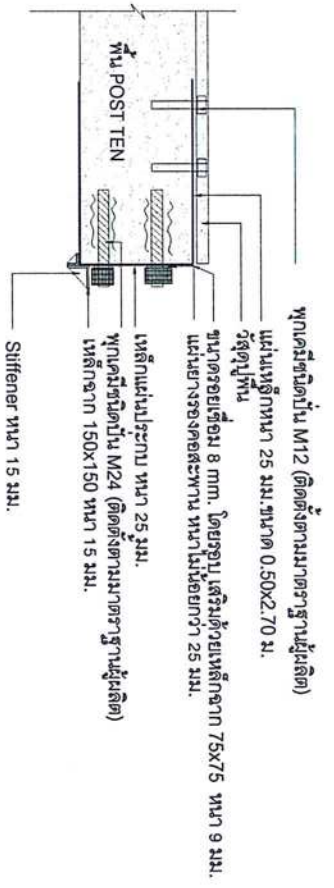 พุกเคมีชนิดปั่น M12 (ติดตั้งตามมาตราฐานผู้ผลิต)
แผ่นเหล็กหนา 25 มม.ขนาด 0.50x2.70 ม.
วัสดุปูพื้น
ขนาดรอยเชื่อม 8 mm. โดยรอบ เสริมด้วยเหล็กฉาก 75x75 หนา 9 มม.
แผ่นยางรองคอสะพาน หนาไม่น้อยกว่า 25 มม.
เหล็กแผ่นประกบ หนา 25 มม.
พุกเคมีชนิดปั่น M24 (ติดตั้งตามมาตราฐานผู้ผลิต)
เหล็กฉาก 150x150 หนา 15 มม.
Stiffener หนา 15 มม.
พื้น POST TEN